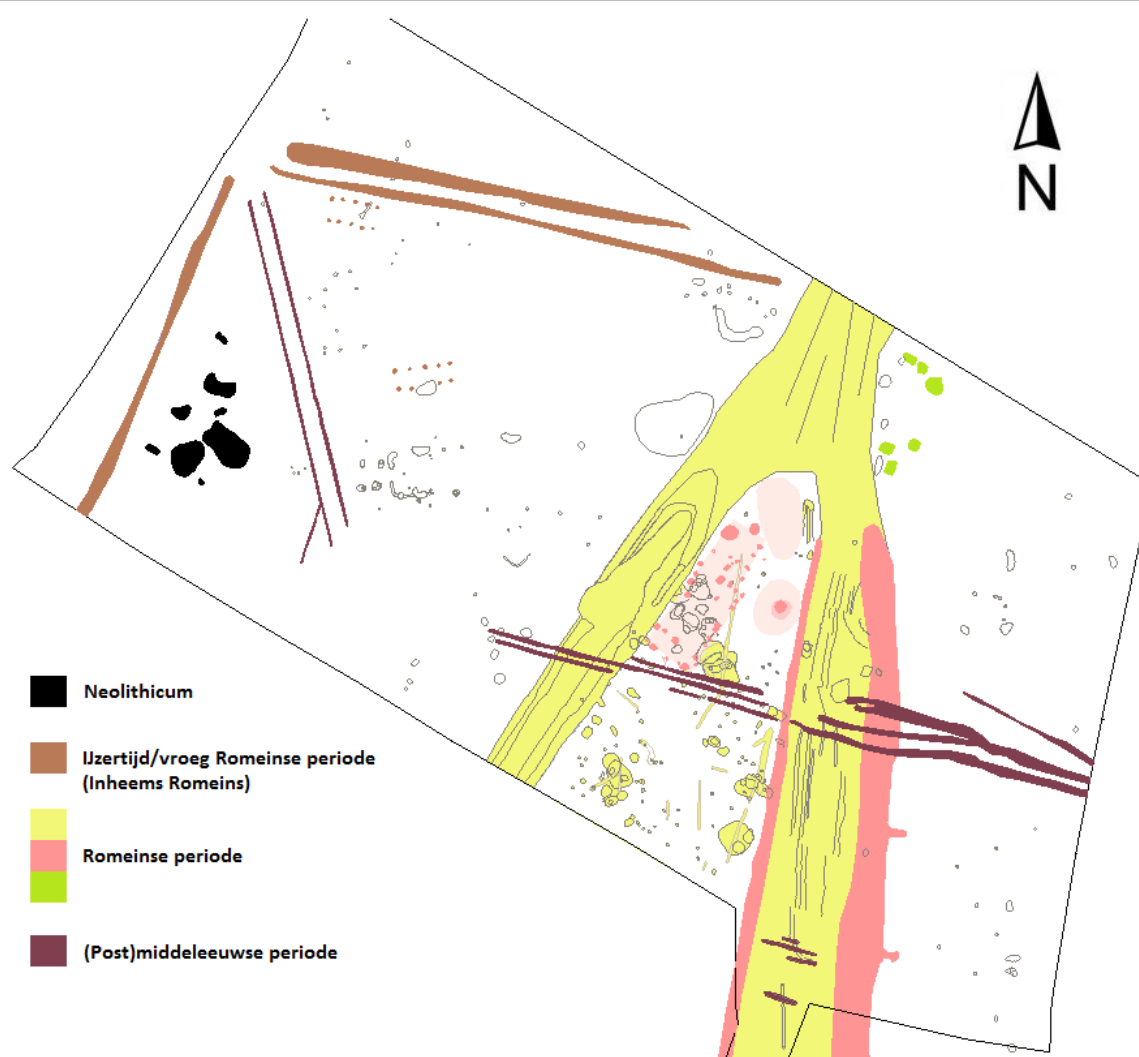 N
Neolithicum
IJzertijd/vroeg Romeinse periode
(Inheems Romeins)
Romeinse periode
(Post)middeleeuwse periode